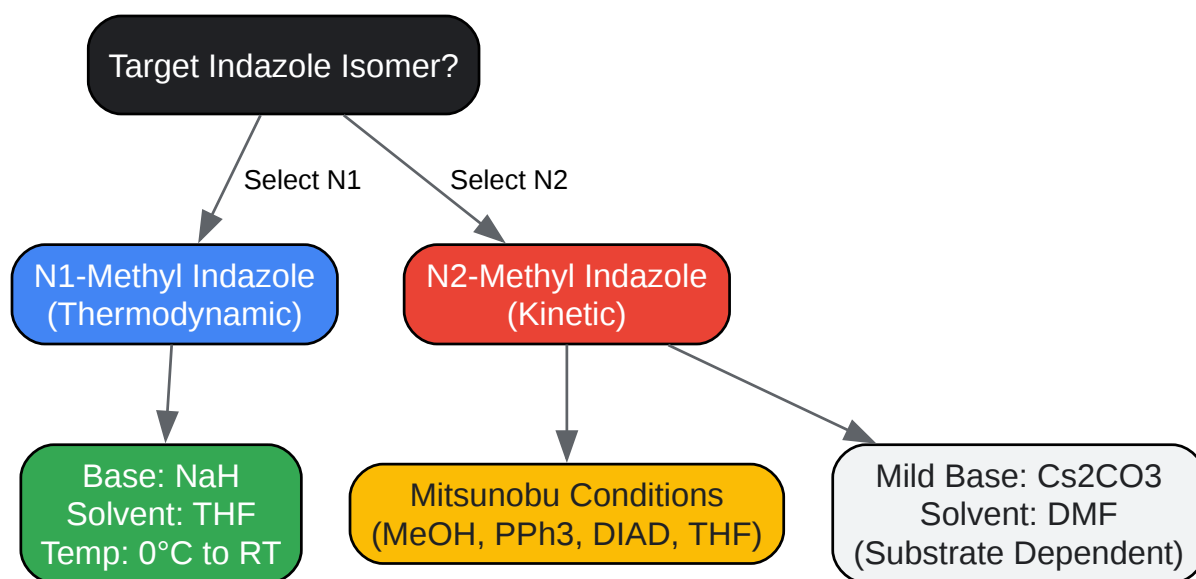 Target Indazole Isomer?
Select N1
Select N2
N1-Methyl Indazole
(Thermodynamic)
N2-Methyl Indazole
(Kinetic)
Base: NaH
Solvent: THF
Temp: 0°C to RT
Mitsunobu Conditions
(MeOH, PPh3, DIAD, THF)
Mild Base: Cs2CO3
Solvent: DMF
(Substrate Dependent)